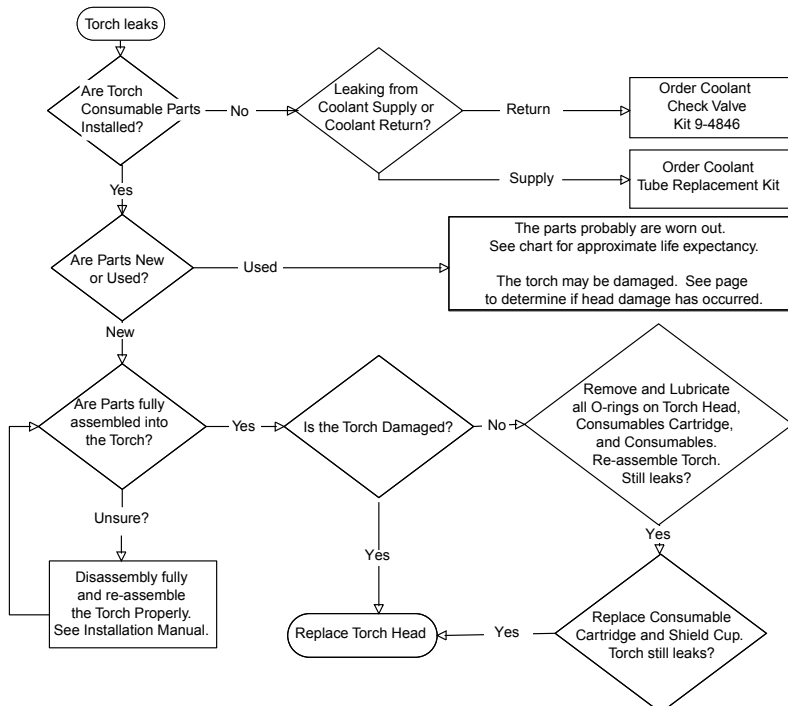 Torch leaks
Are Torch
Consumable Parts
Installed?
No
Leaking from
Coolant Supply or
Coolant Return?
Return
Order Coolant
Check Valve
Kit 9-4846
Supply
Order Coolant
Tube Replacement Kit
Yes
Are Parts New
or Used?
Used
The parts probably are worn out.
See chart for approximate life expectancy.
The torch may be damaged. See page
to determine if head damage has occurred.
New
Are Parts fully
assembled into
the Torch?
Yes
Is the Torch Damaged?
No
Remove and Lubricate
all O-rings on Torch Head,
Consumables Cartridge,
and Consumables.
Re-assemble Torch.
Still leaks?
Unsure?
Disassembly fully
and re-assemble
the Torch Properly.
See Installation Manual.
Yes
Replace Torch Head
Yes
Replace Consumable
Cartridge and Shield Cup.
Torch still leaks?
Yes